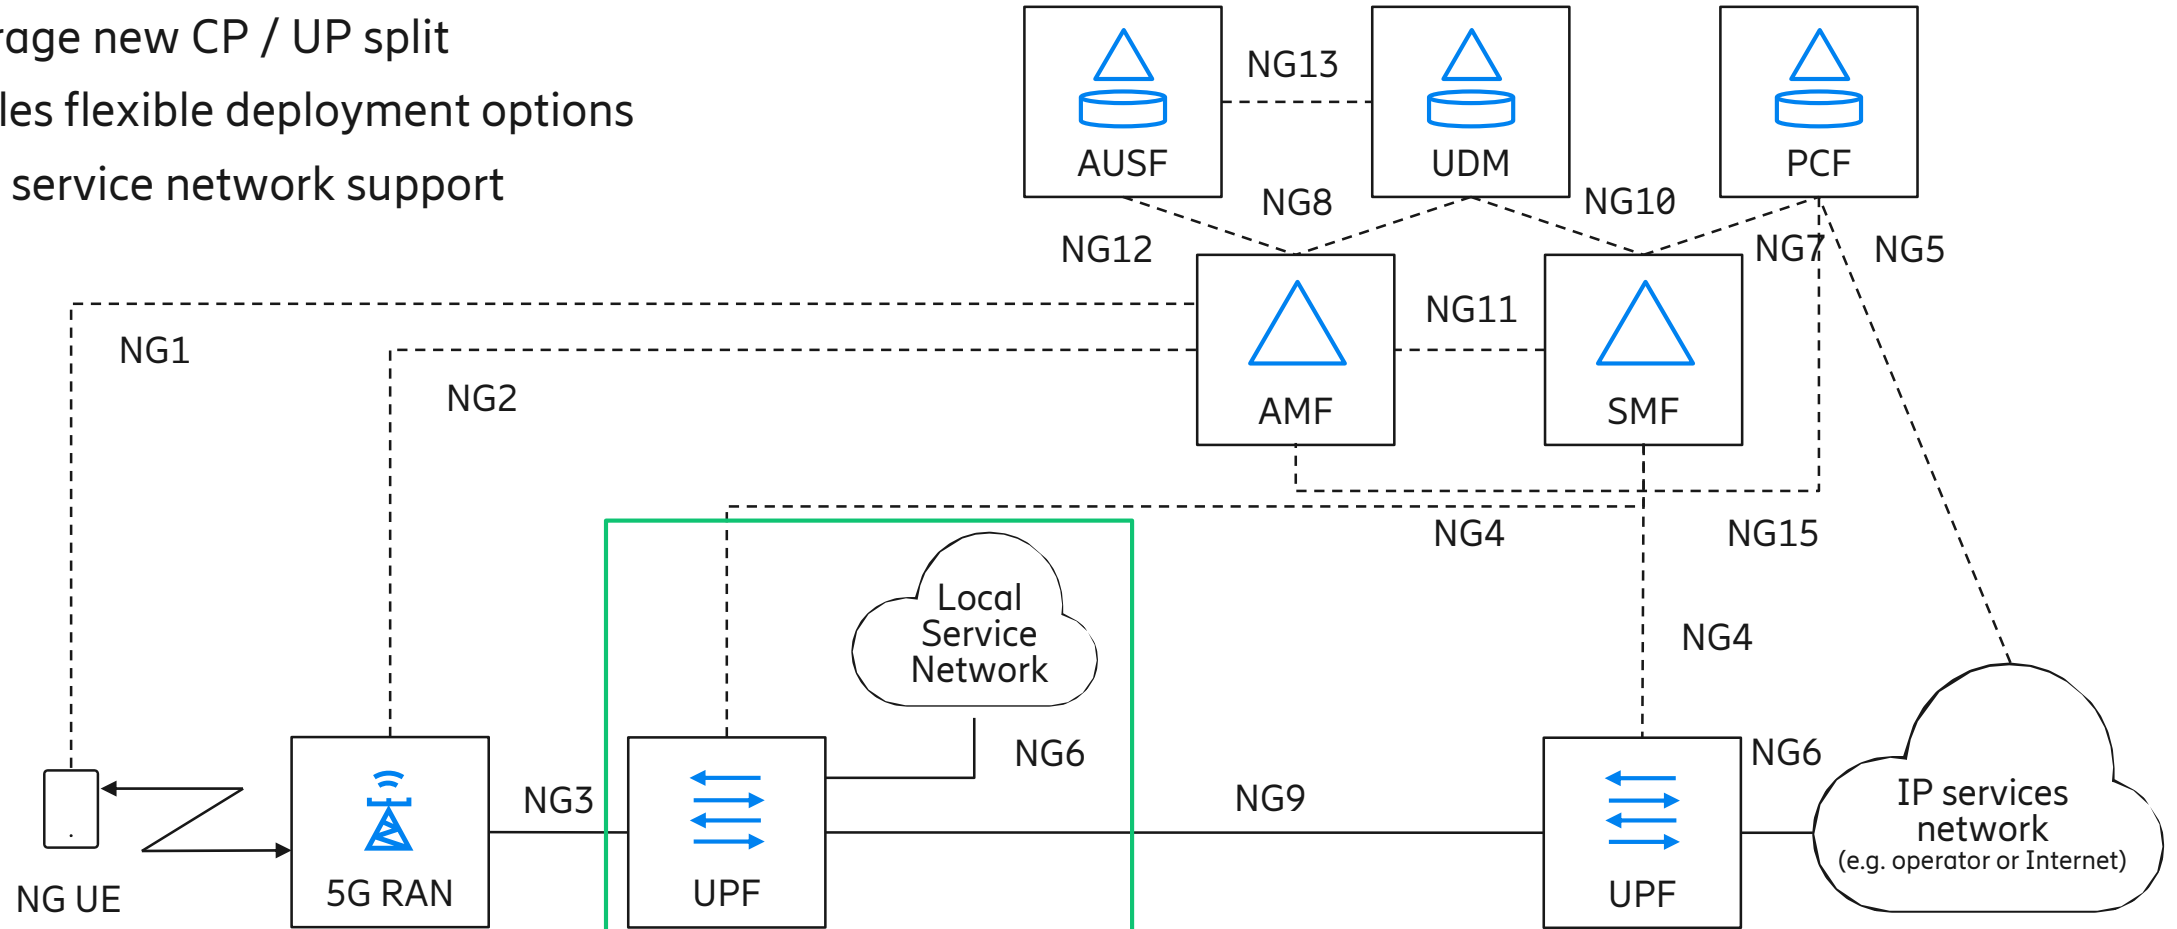 new CP / UP split
flexible deployment options
service network support
AUSF
NG13
UDM
PCF
NG8
NG10
NG12
NG7
NG5
NG1
NG11
NG2
AMF
SMF
NG4
NG15
Local
Service
Network
NG4
NG6
NG6
NG3
NG9
IP services
network
(e.g. operator or Internet)
NG UE
5G RAN
UPF
UPF